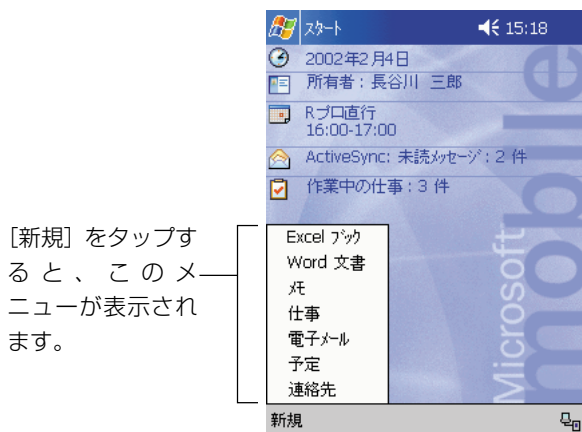 スタート 15:18
2002年2月4日
所有者：長谷川 三郎
Rプロ直行
16:00-17:00
ActiveSync: 未読メッセージ：2 件
作業中の仕事：3 件
［新規］をタップす
ると、このメ
ニューが表示され
ます。
Excel ブック
Word 文書
メモ
仕事
電子メール
予定
連絡先
新規
Microsoft
mobile